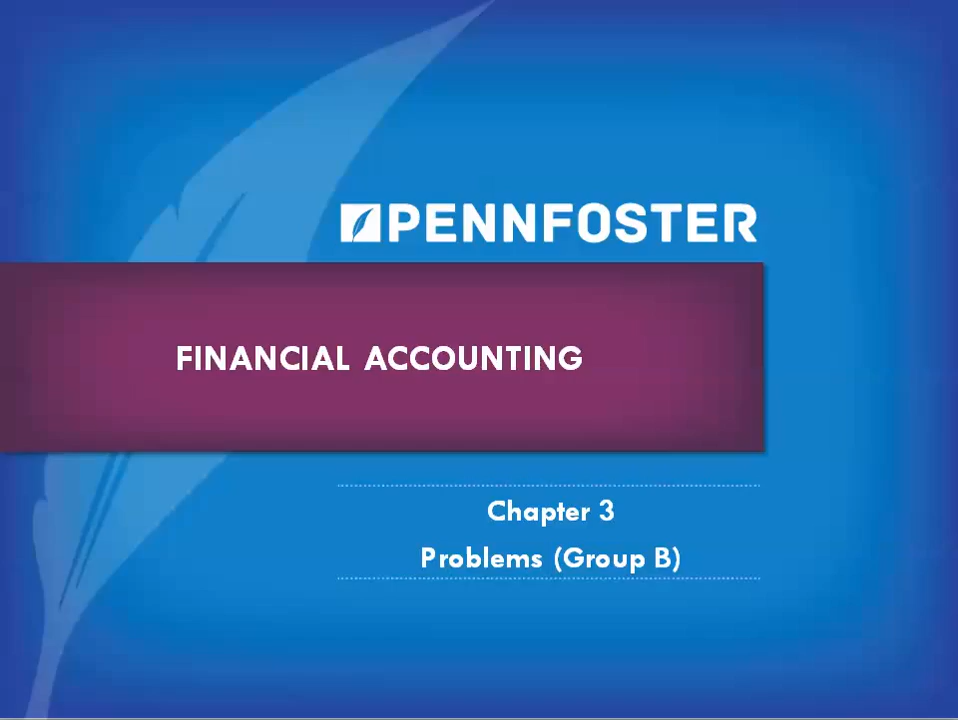 PENNFOSTER
FINANCIAL ACCOUNTING
Chapter 3
Problems (Group B)